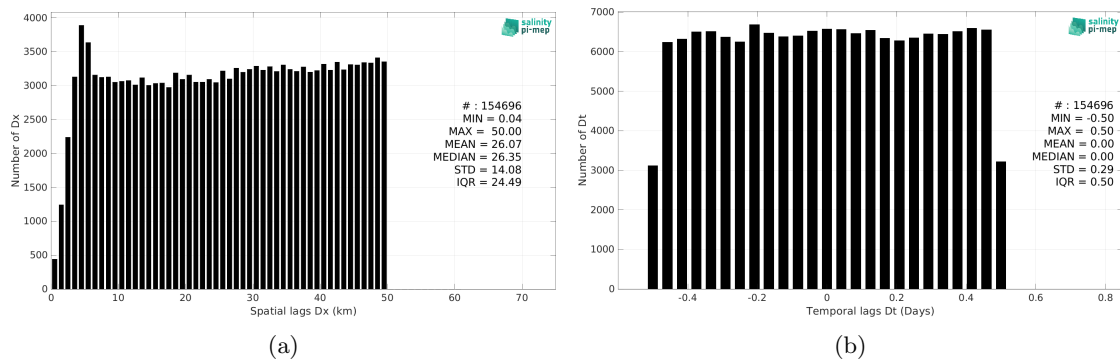 4000
3500
3000
2500
2000
1500
1000
500
0
Number of Dx
0 10 20 30 40 50 60 70
Spatial lags Dx (km)
salinity
pi-mep
# : 154696
MIN = 0.04
MAX = 50.00
MEAN = 26.07
MEDIAN = 26.35
STD = 14.08
IQR = 24.49
(a)
7000
6000
5000
4000
3000
2000
1000
0
Number of Dt
-0.4 -0.2 0 0.2 0.4 0.6 0.8
Temporal lags Dt (Days)
salinity
pi-mep
# : 154696
MIN = -0.50
MAX = 0.50
MEAN = 0.00
MEDIAN = 0.00
STD = 0.29
IQR = 0.50
(b)